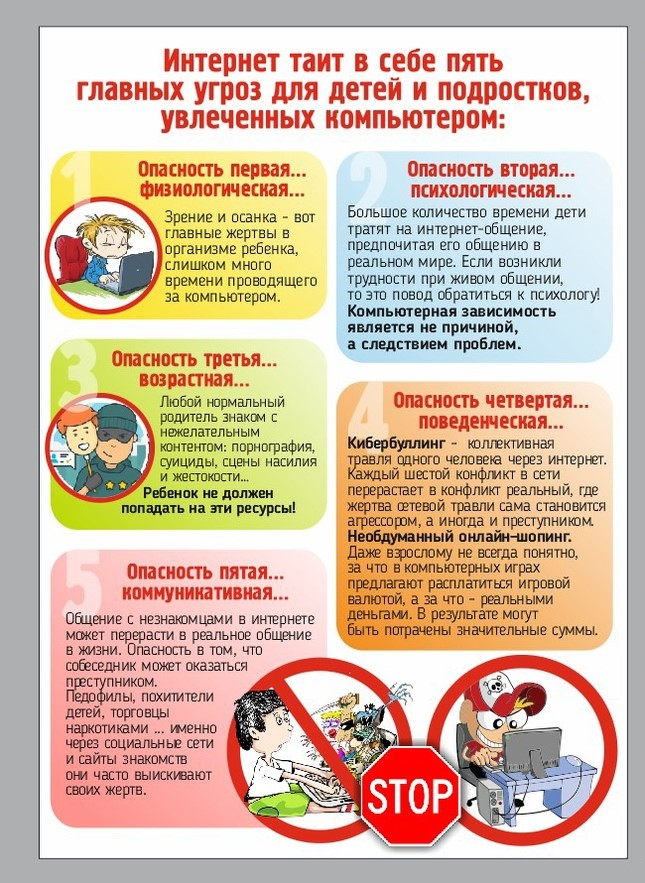 Интернет таит в себе пять
главных угроз для детей и подростков,
увлеченных компьютером:
1
Опасность первая...
физиологическая...
Зрение и осанка - вот
главные жертвы в
организме ребенка,
слишком много
времени проводящего
за компьютером.
2
Опасность вторая...
психологическая...
Большое количество времени дети
тратят на интернет-общение,
предпочитая его общению в
реальном мире. Если возникли
трудности при живом общении,
то это повод обратиться к психологу!
Компьютерная зависимость
является не причиной,
а следствием проблем.
3
Опасность третья...
возрастная...
Любой нормальный
родитель знаком с
нежелательным
контентом: порнография,
суициды, сцены насилия
и жестокости...
Ребенок не должен
попадать на эти ресурсы!
4
Опасность четвертая...
поведенческая...
Кибербуллинг - коллективная
травля одного человека через интернет.
Каждый шестой конфликт в сети
перерастает в конфликт реальный, где
жертва сетевой травли сама становится
агрессором, а иногда и преступником.
Необдуманный онлайн-шопинг.
Даже взрослому не всегда понятно,
за что в компьютерных играх
предлагают расплатиться игровой
валютой, а за что - реальными
деньгами. В результате могут
быть потрачены значительные суммы.
5
Опасность пятая...
коммуникативная...
Общение с незнакомцами в интернете
может перерасти в реальное общение
в жизни. Опасность в том, что
собеседник может оказаться
преступником.
Педофилы, похитители
детей, торговцы
наркотиками ... именно
через социальные сети
и сайты знакомств
они часто выискивают
своих жертв.
STOP